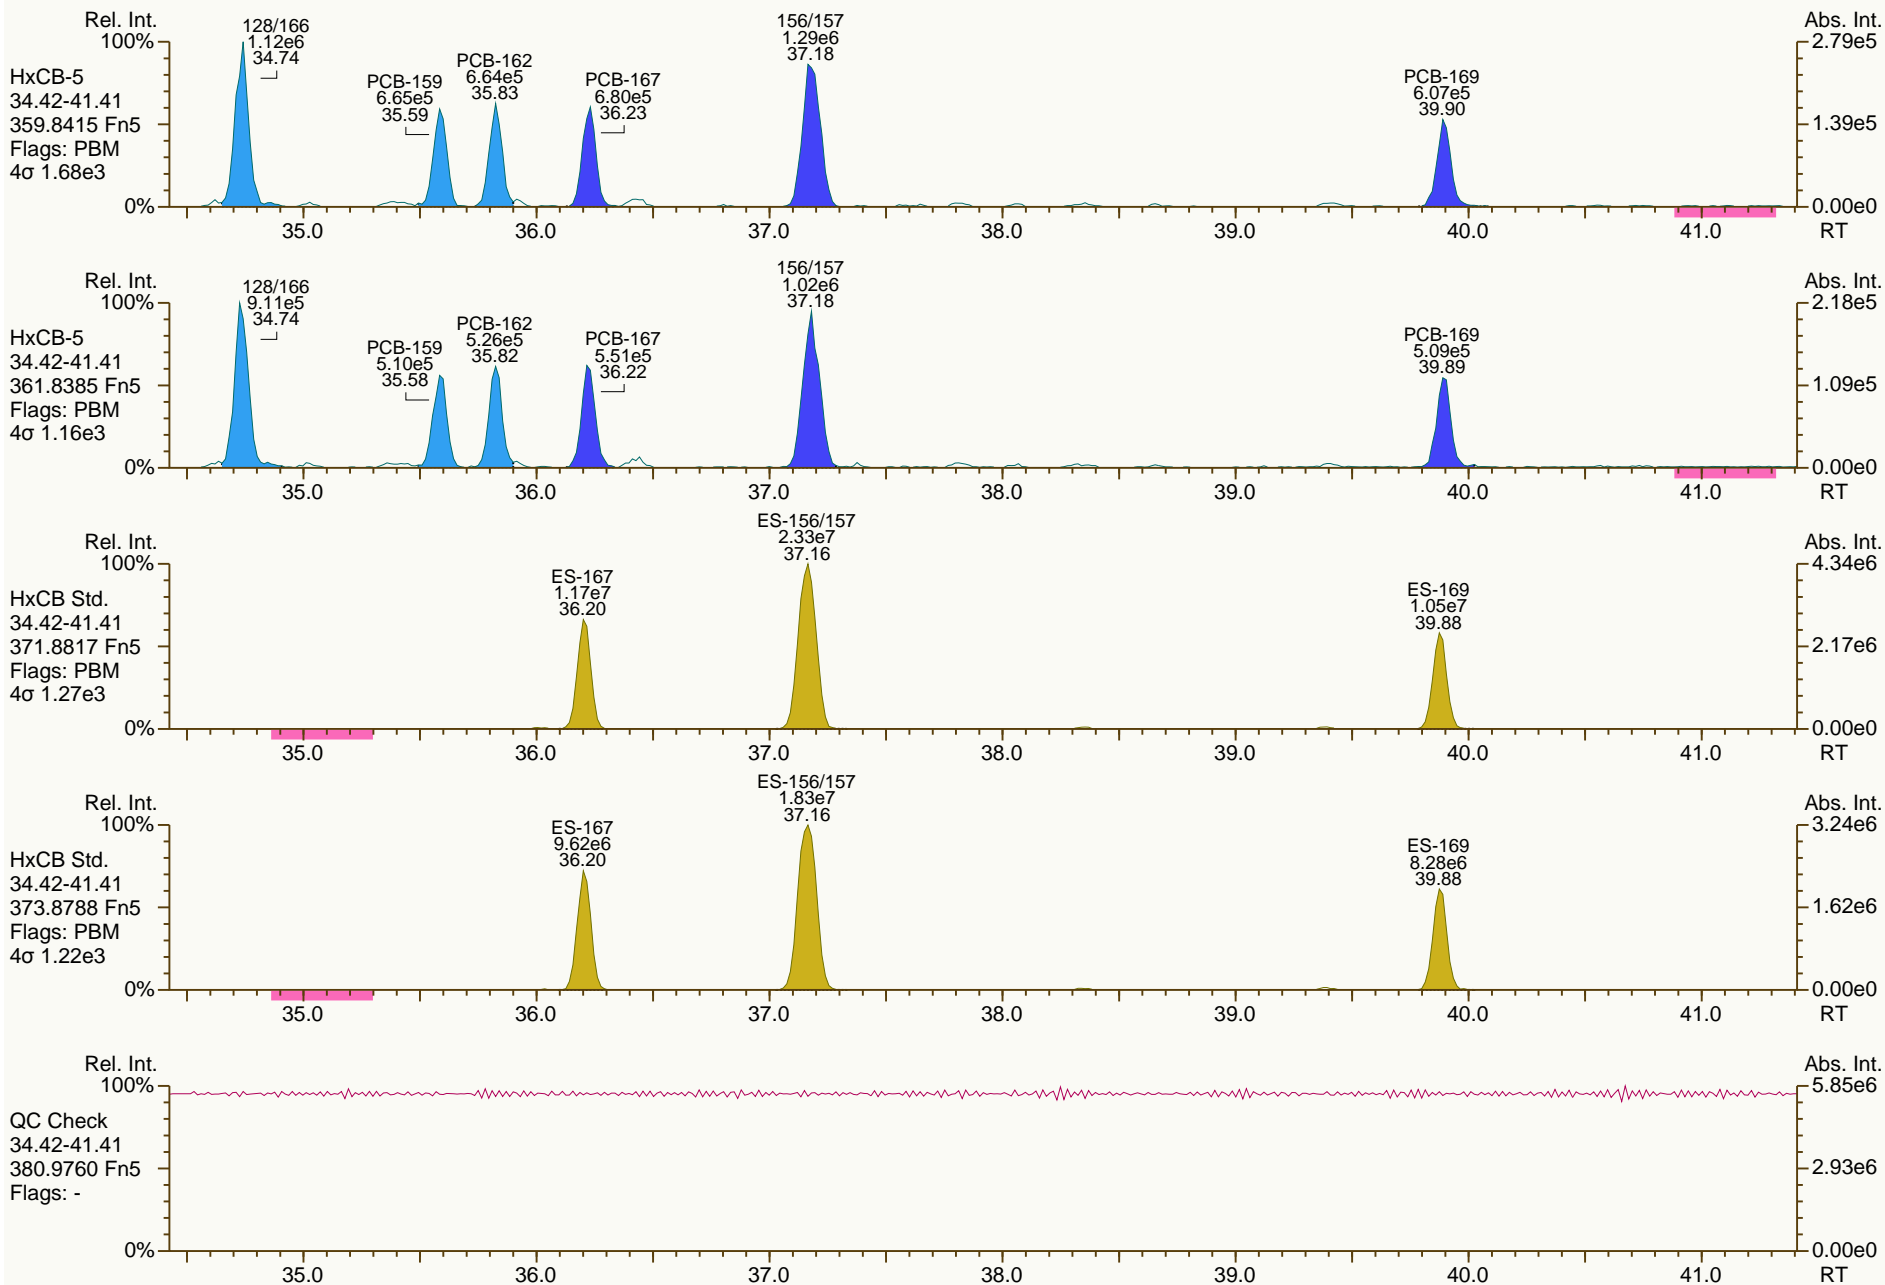 Rel. Int.
100%
0%
HxCB-5
34.42-41.41
359.8415 Fn5
Flags: PBM
4σ 1.68e3
128/166
1.12e6
34.74
PCB-159
6.65e5
35.59
PCB-162
6.64e5
35.83
PCB-167
6.80e5
36.23
156/157
1.29e6
37.18
PCB-169
6.07e5
39.90
Abs. Int.
2.79e5
1.39e5
0.00e0
35.0 36.0 37.0 38.0 39.0 40.0 41.0 RT
Rel. Int.
100%
0%
HxCB-5
34.42-41.41
361.8385 Fn5
Flags: PBM
4σ 1.16e3
128/166
9.11e5
34.74
PCB-159
5.10e5
35.58
PCB-162
5.26e5
35.82
PCB-167
5.51e5
36.22
156/157
1.02e6
37.18
PCB-169
5.09e5
39.89
Abs. Int.
2.18e5
1.09e5
0.00e0
35.0 36.0 37.0 38.0 39.0 40.0 41.0 RT
Rel. Int.
100%
0%
HxCB Std.
34.42-41.41
371.8817 Fn5
Flags: PBM
4σ 1.27e3
ES-167
1.17e7
36.20
ES-156/157
2.33e7
37.16
ES-169
1.05e7
39.88
Abs. Int.
4.34e6
2.17e6
0.00e0
35.0 36.0 37.0 38.0 39.0 40.0 41.0 RT
Rel. Int.
100%
0%
HxCB Std.
34.42-41.41
373.8788 Fn5
Flags: PBM
4σ 1.22e3
ES-167
9.62e6
36.20
ES-156/157
1.83e7
37.16
ES-169
8.28e6
39.88
Abs. Int.
3.24e6
1.62e6
0.00e0
35.0 36.0 37.0 38.0 39.0 40.0 41.0 RT
Rel. Int.
100%
0%
QC Check
34.42-41.41
380.9760 Fn5
Flags: -
Abs. Int.
5.85e6
2.93e6
0.00e0
35.0 36.0 37.0 38.0 39.0 40.0 41.0 RT